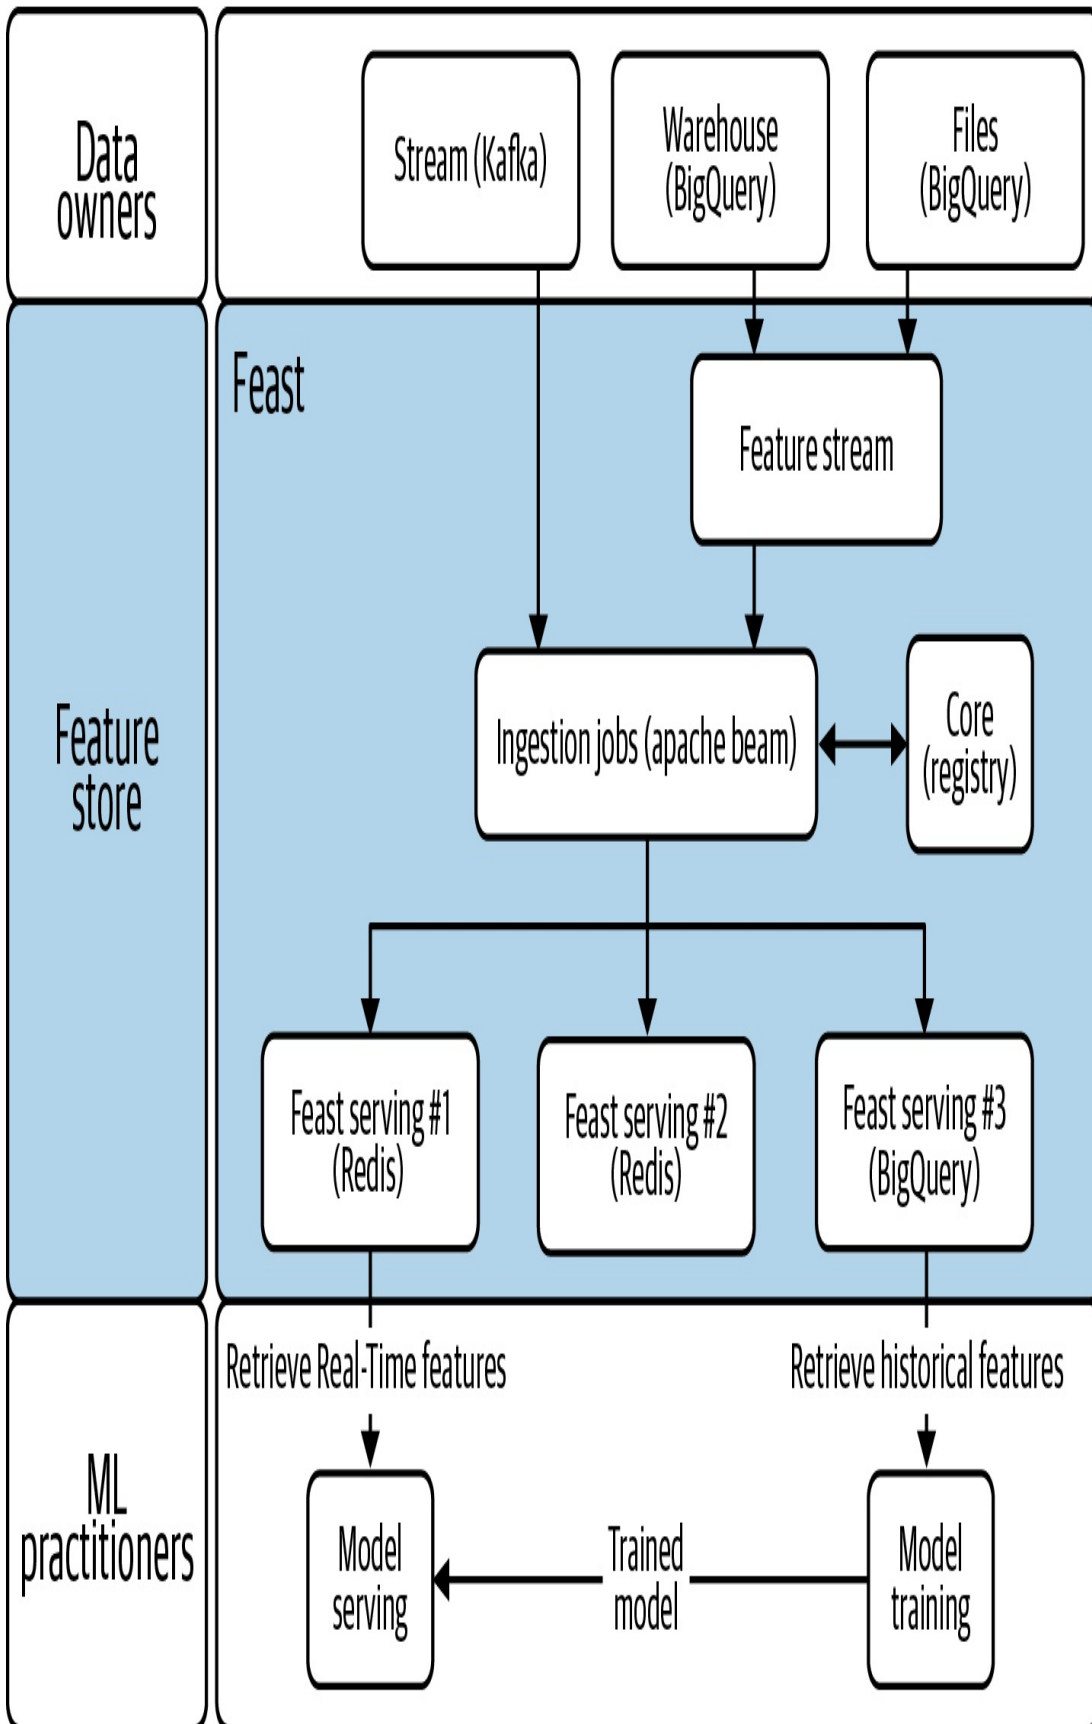 Data
owners
Stream (Kafka)
Warehouse
(BigQuery)
Files
(BigQuery)
Feature
store
Feast
Feature stream
Ingestion jobs (apache beam)
Core
(registry)
Feast serving #1
(Redis)
Feast serving #2
(Redis)
Feast serving #3
(BigQuery)
ML
practitioners
Retrieve Real-Time features
Retrieve historical features
Model
serving
Trained
model
Model
training